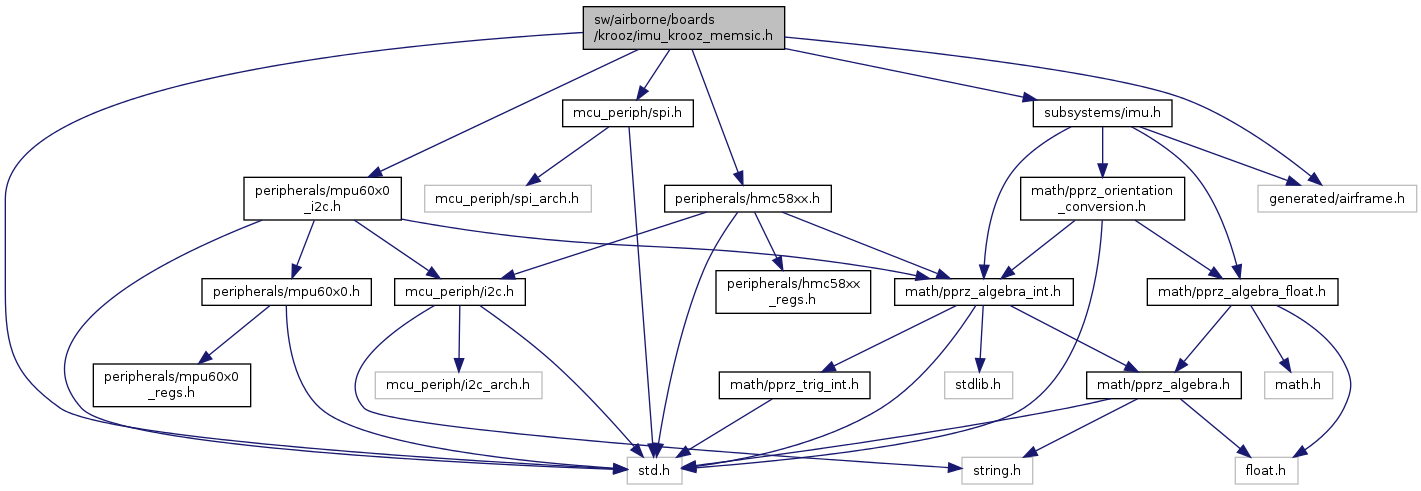 sw/airborne/boards
/krooz/imu_krooz_memsic.h
mcu_periph/spi.h
subsystems/imu.h
peripherals/mpu60x0
_i2c.h
mcu_periph/spi_arch.h
peripherals/hmc58xx.h
math/pprz_orientation
_conversion.h
generated/airframe.h
peripherals/mpu60x0.h
mcu_periph/i2c.h
peripherals/hmc58xx
_regs.h
math/pprz_algebra_int.h
math/pprz_algebra_float.h
peripherals/mpu60x0
_regs.h
mcu_periph/i2c_arch.h
math/pprz_trig_int.h
stdlib.h
math/pprz_algebra.h
math.h
std.h
string.h
float.h